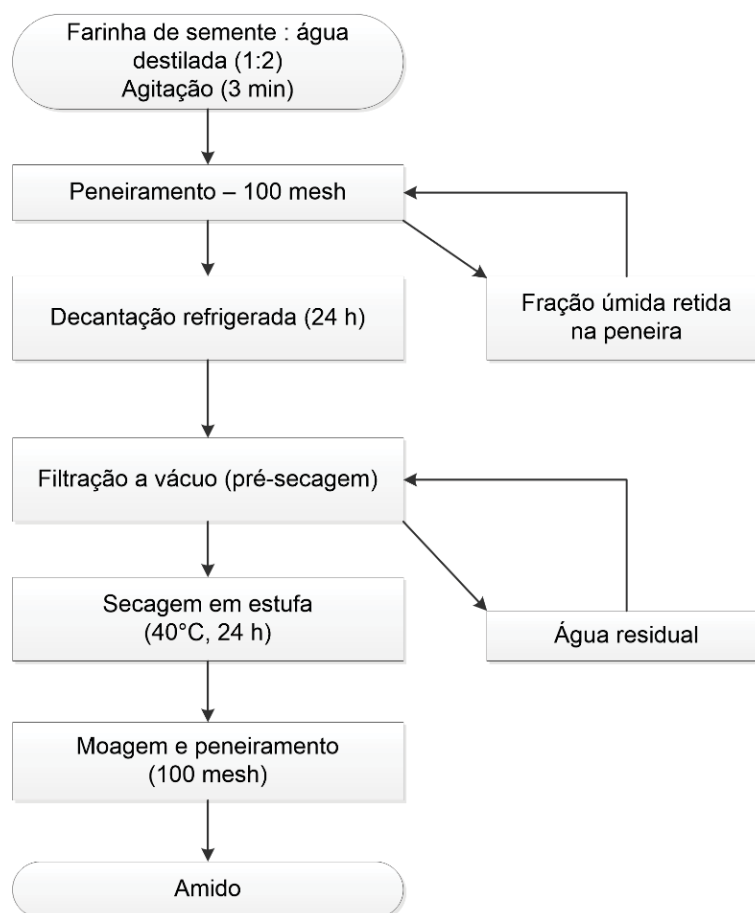 Farinha de semente : água
destilada (1:2)
Agitação (3 min)
Peneiramento – 100 mesh
Decantação refrigerada (24 h)
Fração úmida retida
na peneira
Filtração a vácuo (pré-secagem)
Secagem em estufa
(40°C, 24 h)
Água residual
Moagem e peneiramento
(100 mesh)
Amido